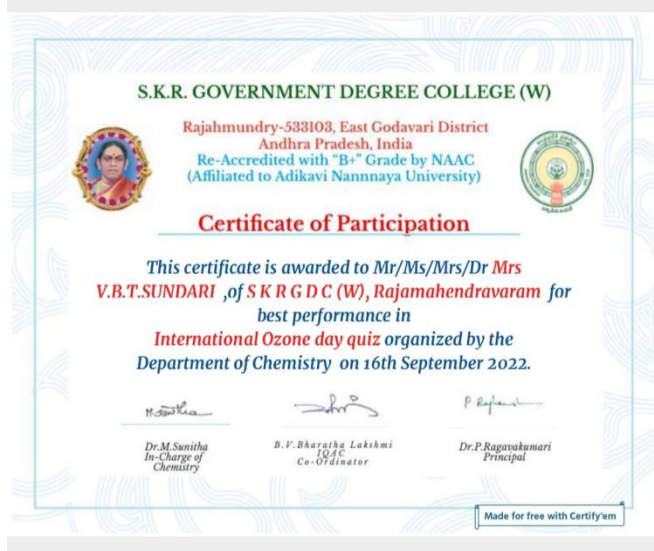 S.K.R. GOVERNMENT DEGREE COLLEGE (W)
Rajahmundry-533103, East Godavari District
Andhra Pradesh, India
Re-Accredited with "B+" Grade by NAAC
(Affiliated to Adikavi Nannnaya University)
Certificate of Participation
This certificate is awarded to Mr/Ms/Mrs/Dr Mrs
V.B.T.SUNDARI ,of S K R G D C (W), Rajamahendravaram for
best performance in
International Ozone day quiz organized by the
Department of Chemistry on 16th September 2022.
Dr.M.Sunitha
In-Charge of
Chemistry
B.V.Bharatha Lakshmi
IQAC
Co-Ordinator
Dr.P.Ragavakumari
Principal
Made for free with Certify'em